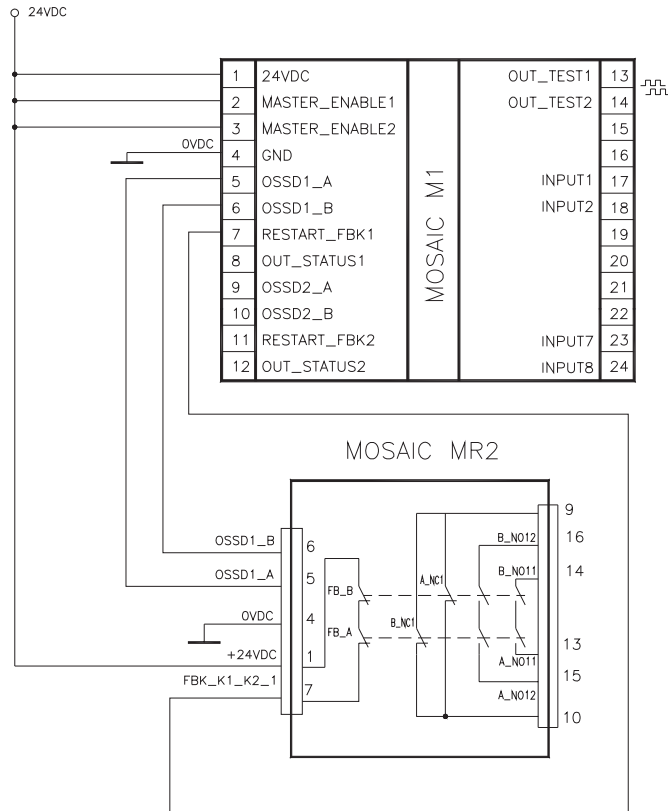 24VDC
1 24VDC OUT_TEST1 13
2 MASTER_ENABLE1 OUT_TEST2 14
3 MASTER_ENABLE2 15
0VDC 4 GND 16
5 OSSD1_A INPUT1 17
6 OSSD1_B INPUT2 18
7 RESTART_FBK1 19
8 OUT_STATUS1 20
9 OSSD2_A 21
10 OSSD2_B 22
11 RESTART_FBK2 INPUT7 23
12 OUT_STATUS2 INPUT8 24
MOSAIC M1
MOSAIC MR2
9
OSSD1_B 6 B_NO12 16
OSSD1_A 5 A_NC1 B_NO11 14
FB_B
0VDC 4 FB_A B_NC1 13
+24VDC 1 A_NO11
FBK_K1_K2_1 7 15
A_NO12
10